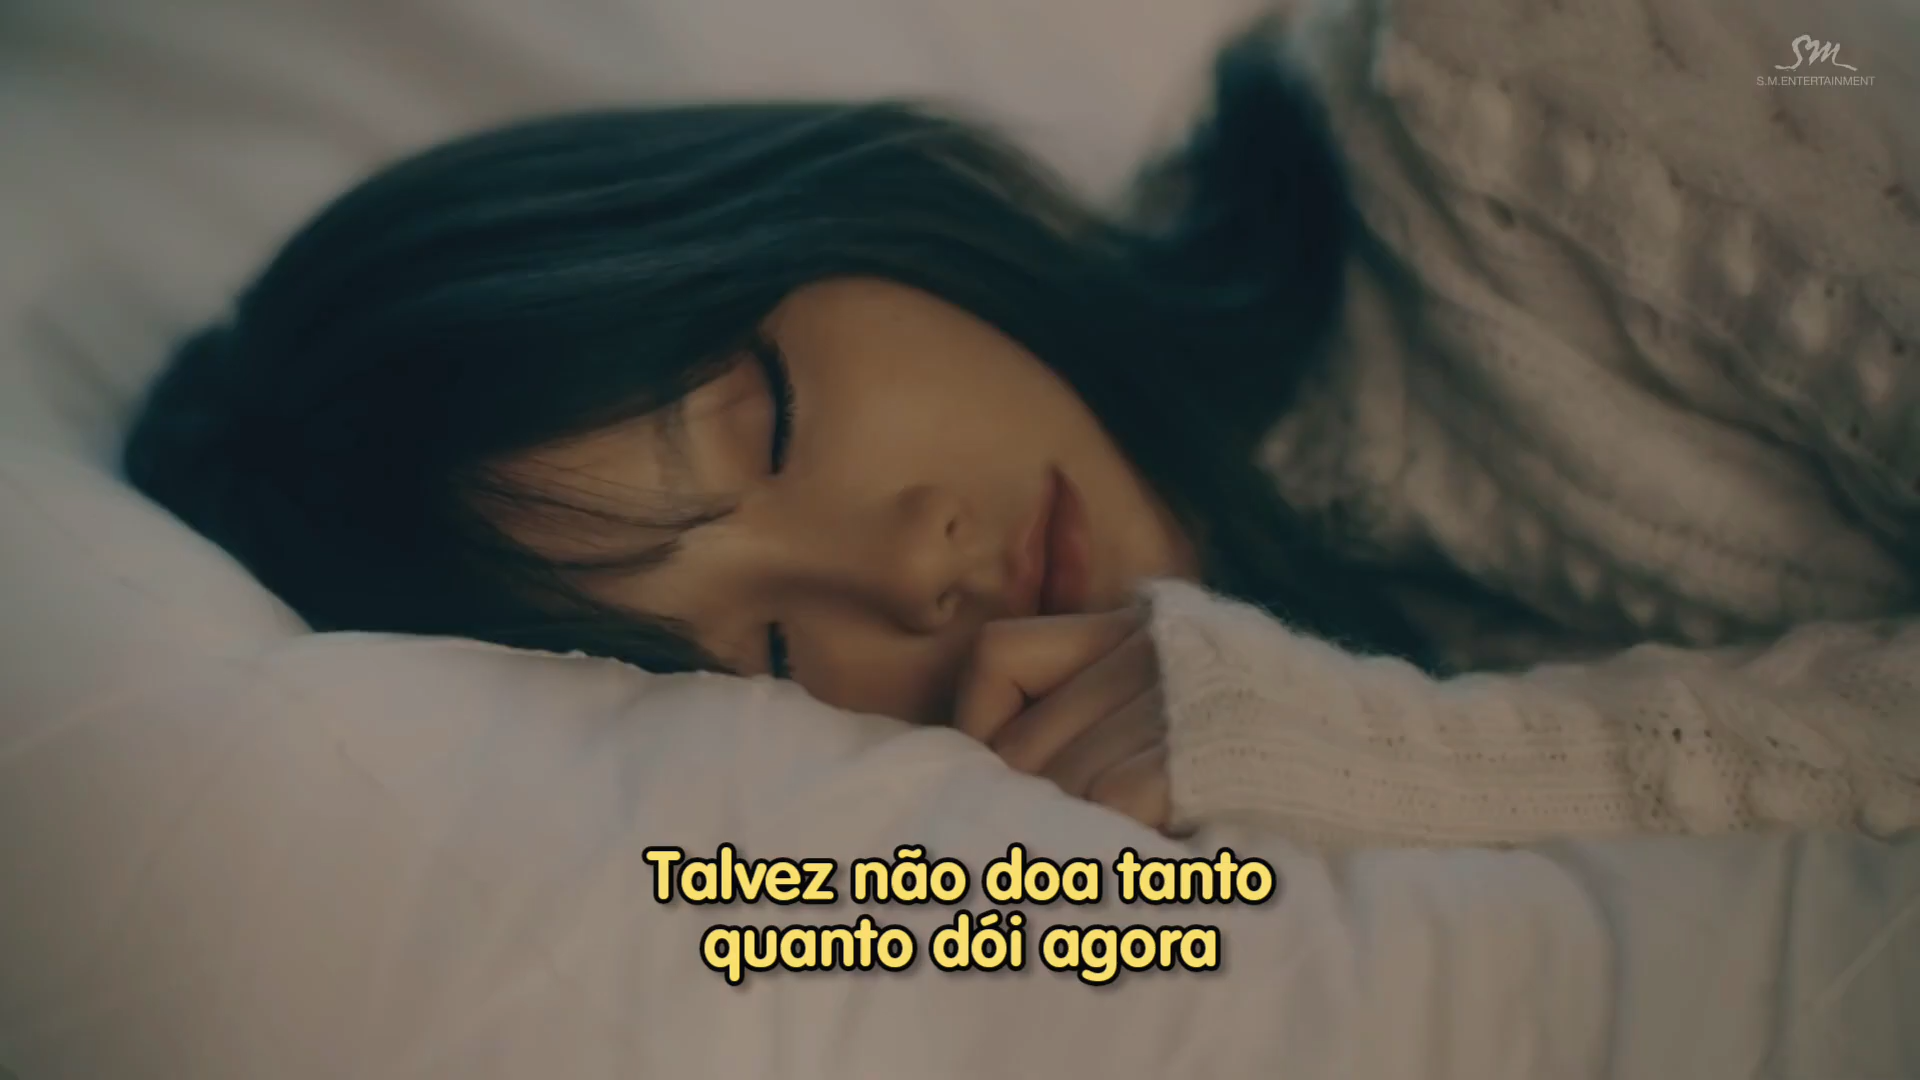 SM
S.M.ENTERTAINMENT
Talvez não doa tanto
quanto dói agora